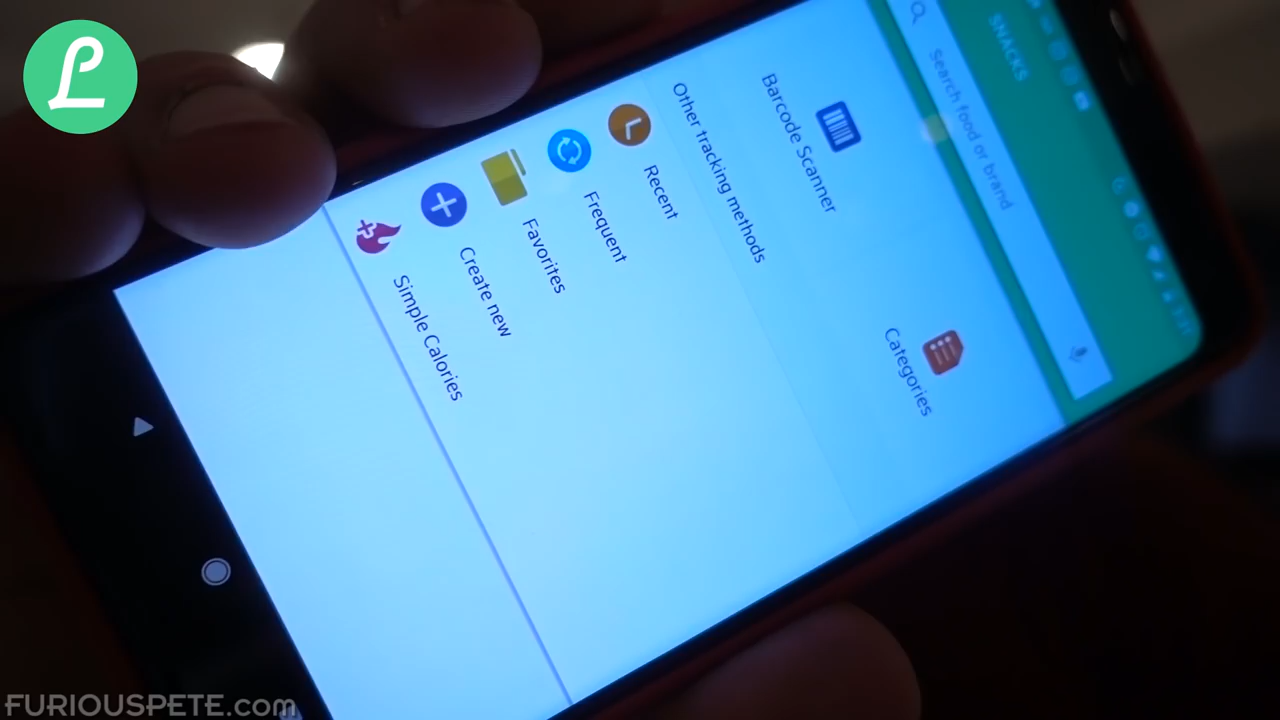 SNACKS
Search food or brand
Barcode Scanner
Categories
Other tracking methods
Recent
Frequent
Favorites
Create new
Simple Calories
L
FURIOUSPETE.com